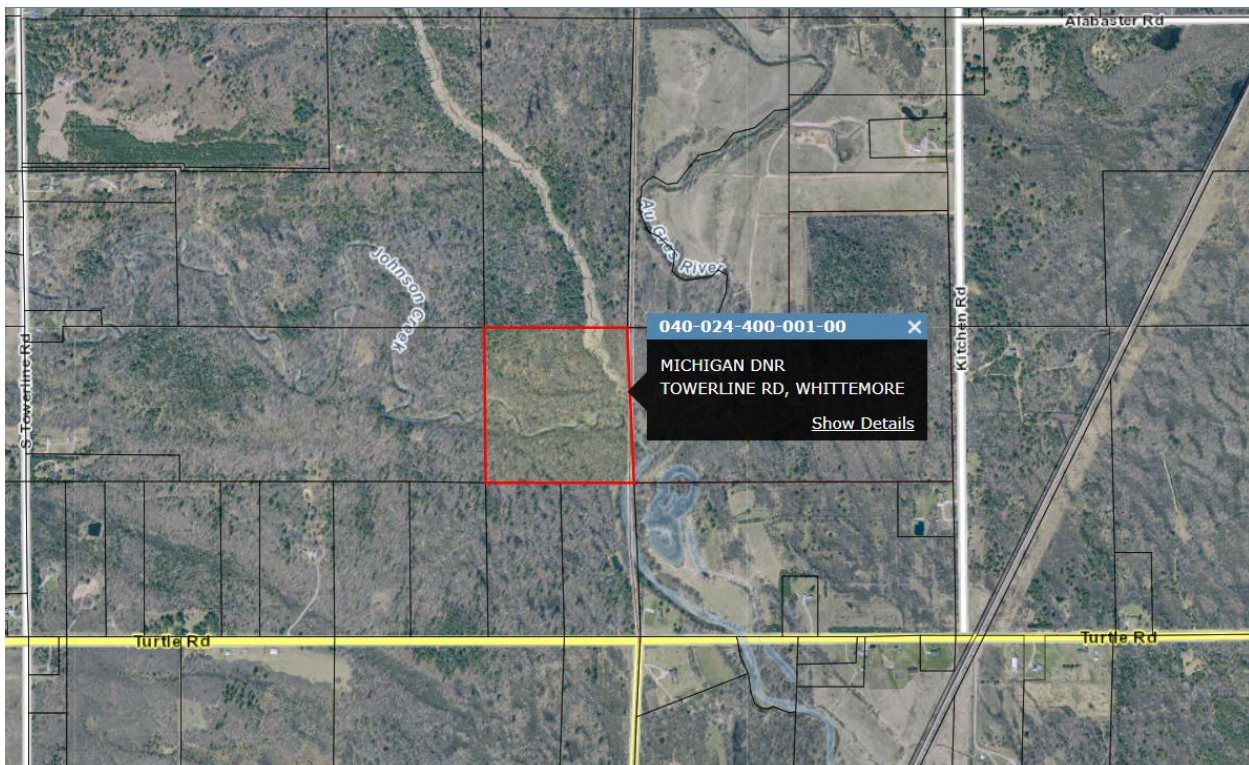 Alabaster Rd
Au Gres River
Johnson Creek
040-024-400-001-00 ×
MICHIGAN DNR
TOWERLINE RD, WHITTEMORE
Show Details
S Towerline Rd
Kitchen Rd
Turtle Rd
Turtle Rd